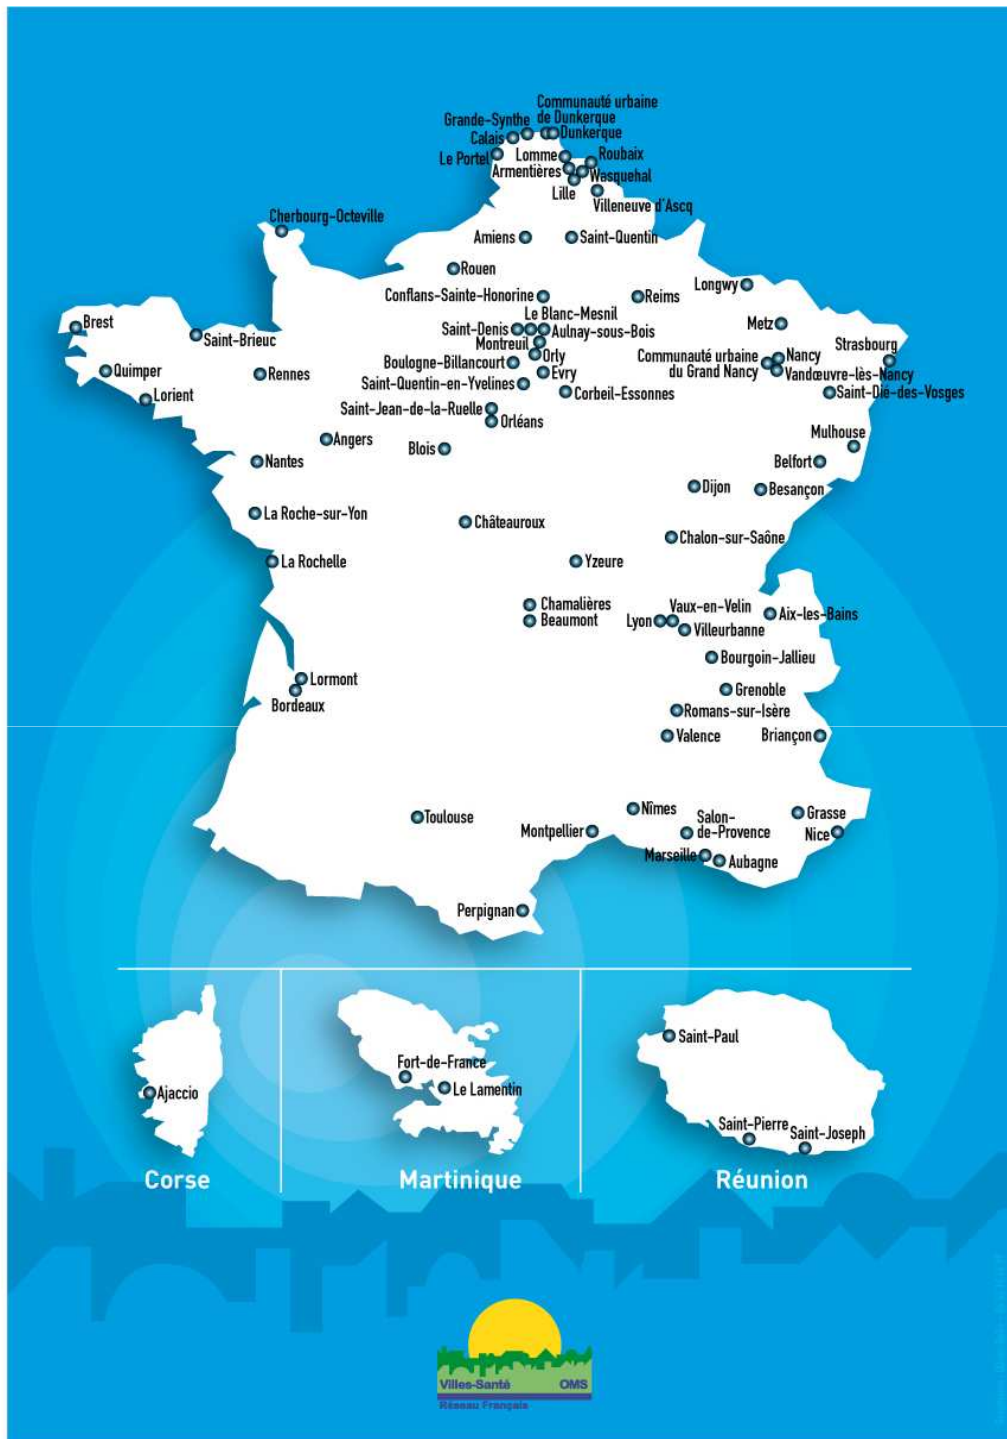 Communauté urbaine
de Dunkerque
Grande-Synthe
Dunkerque
Calais
Le Portel
Lomme
Roubaix
Armentières
Wasquehal
Lille
Villeneuve d'Ascq
Cherbourg-Octeville
Amiens
Saint-Quentin
Rouen
Longwy
Conflans-Sainte-Honorine
Reims
Le Blanc-Mesnil
Brest
Saint-Denis
Aulnay-sous-Bois
Metz
Saint-Brieuc
Montreuil
Strasbourg
Orly
Nancy
Boulogne-Billancourt
Communauté urbaine
du Grand Nancy
Quimper
Rennes
Evry
Vandœuvre-lès-Nancy
Saint-Quentin-en-Yvelines
Corbeil-Essonnes
Saint-Dié-des-Vosges
Lorient
Saint-Jean-de-la-Ruelle
Orléans
Mulhouse
Angers
Blois
Nantes
Belfort
Dijon
Besançon
La Roche-sur-Yon
Châteauroux
Chalon-sur-Saône
La Rochelle
Yzeure
Chamalières
Vaux-en-Velin
Aix-les-Bains
Beaumont
Lyon
Villeurbanne
Bourgoin-Jallieu
Lormont
Grenoble
Bordeaux
Romans-sur-Isère
Valence
Briançon
Nîmes
Grasse
Toulouse
Salon-
de-Provence
Montpellier
Nice
Marseille
Aubagne
Perpignan
Saint-Paul
Fort-de-France
Ajaccio
Le Lamentin
Saint-Pierre
Saint-Joseph
Corse
Martinique
Réunion
Villes-Santé OMS
Réseau Français